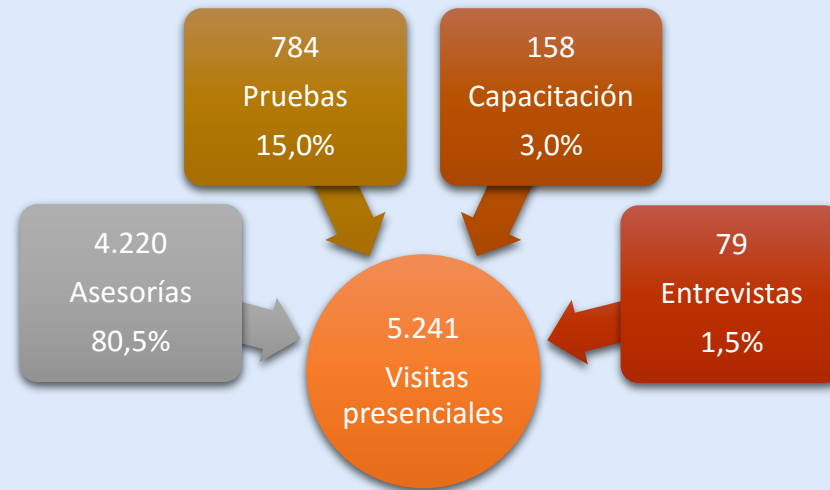 784
Pruebas
15,0%
158
Capacitación
3,0%
4.220
Asesorías
80,5%
79
Entrevistas
1,5%
5.241
Visitas
presenciales